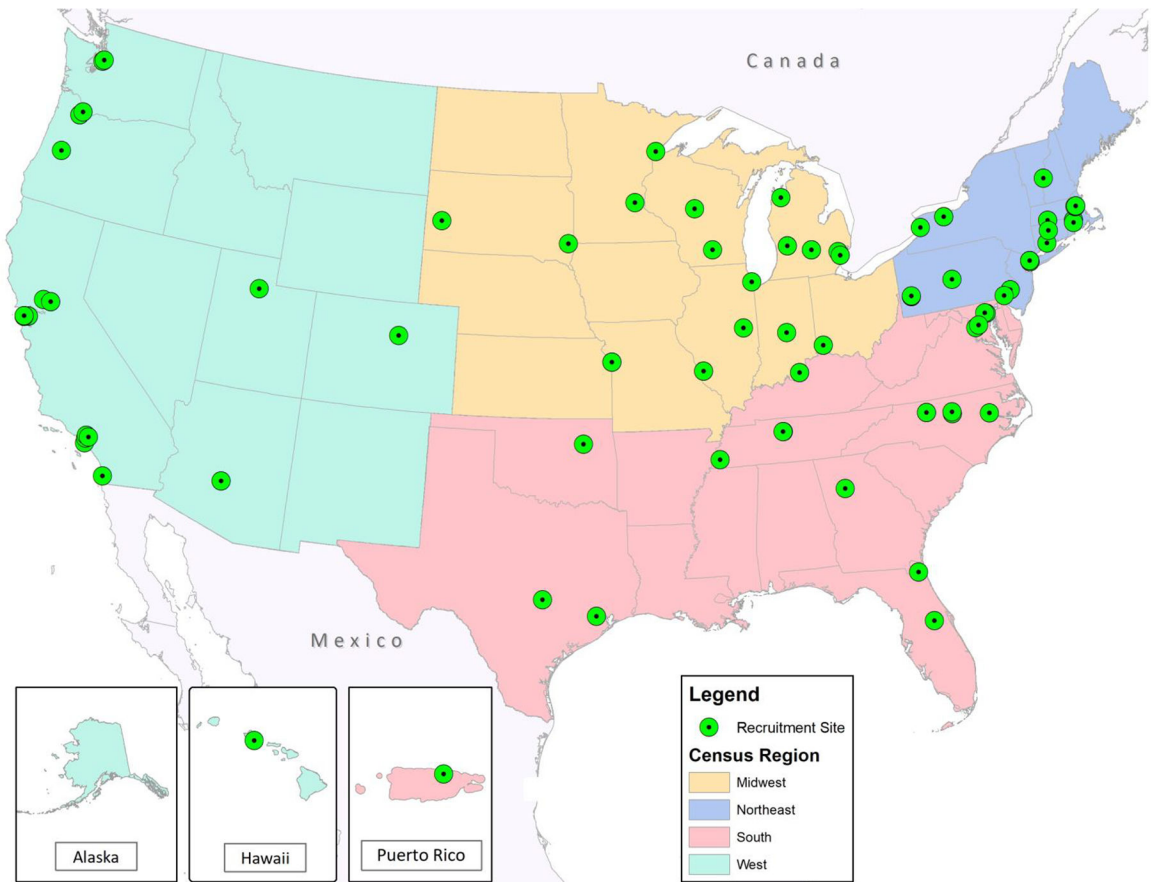 Canada
Mexico
Legend
Recruitment Site
Census Region
Midwest
Northeast
South
West
Alaska
Hawaii
Puerto Rico